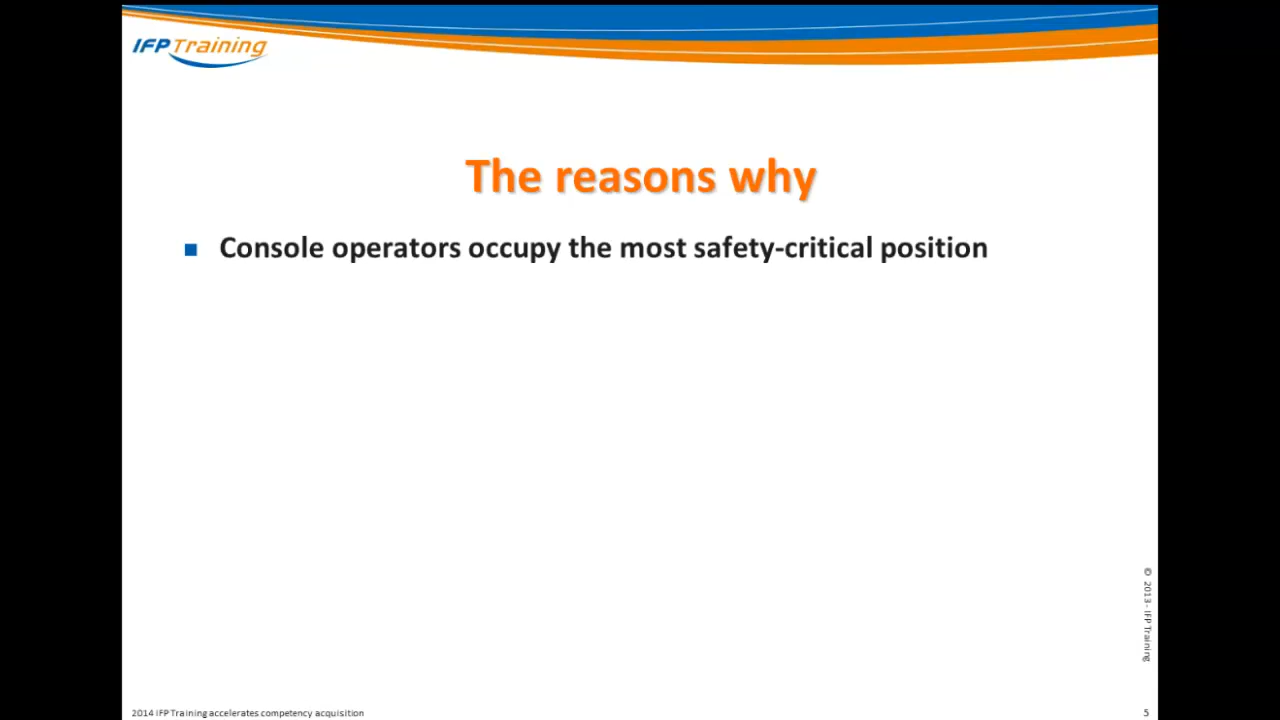 IFP Training
The reasons why
Console operators occupy the most safety-critical position
© 2013 - IFP Training
2014 IFP Training accelerates competency acquisition
5